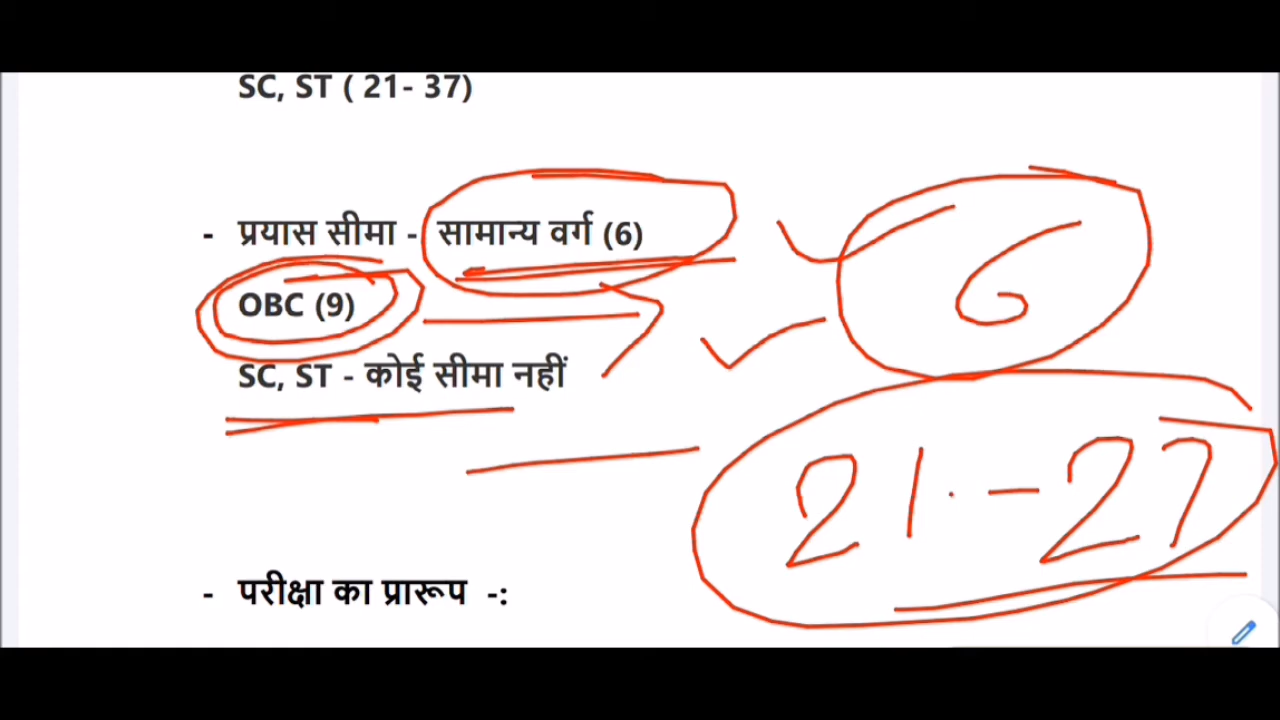 SC, ST ( 21- 37)
- प्रयास सीमा - सामान्य वर्ग (6)
6
OBC (9)
SC, ST - कोई सीमा नहीं
21 - 27
- परीक्षा का प्रारूप -: